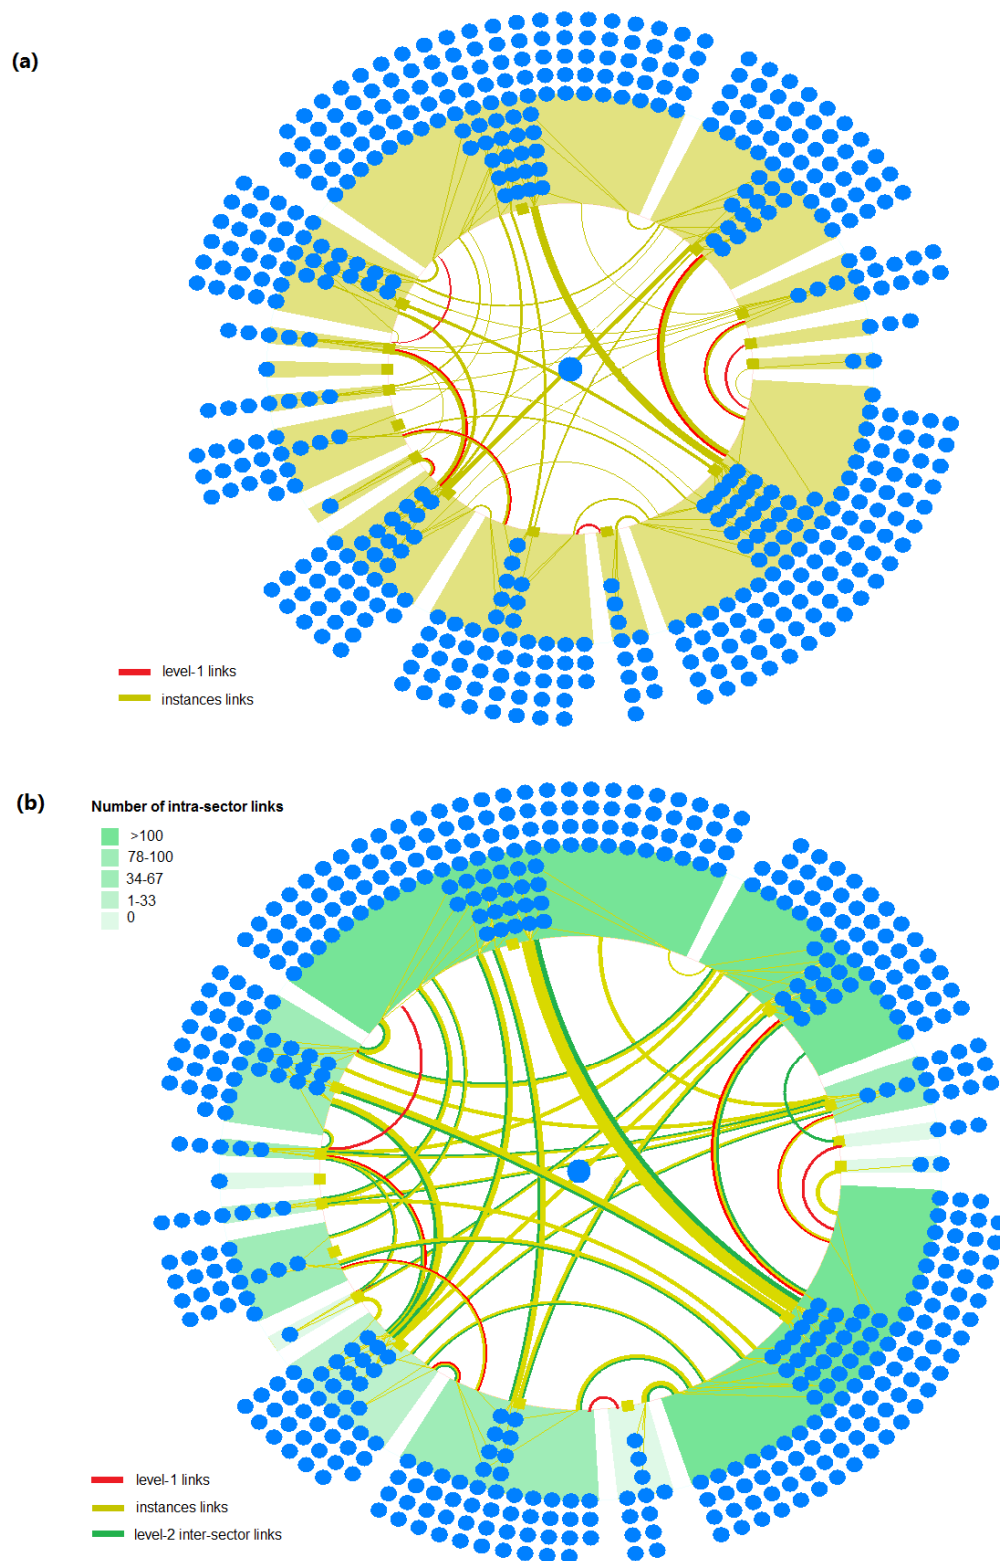 (a)
level-1 links
instances links
(b)
Number of intra-sector links
>100
78-100
34-67
1-33
0
level-1 links
instances links
level-2 inter-sector links